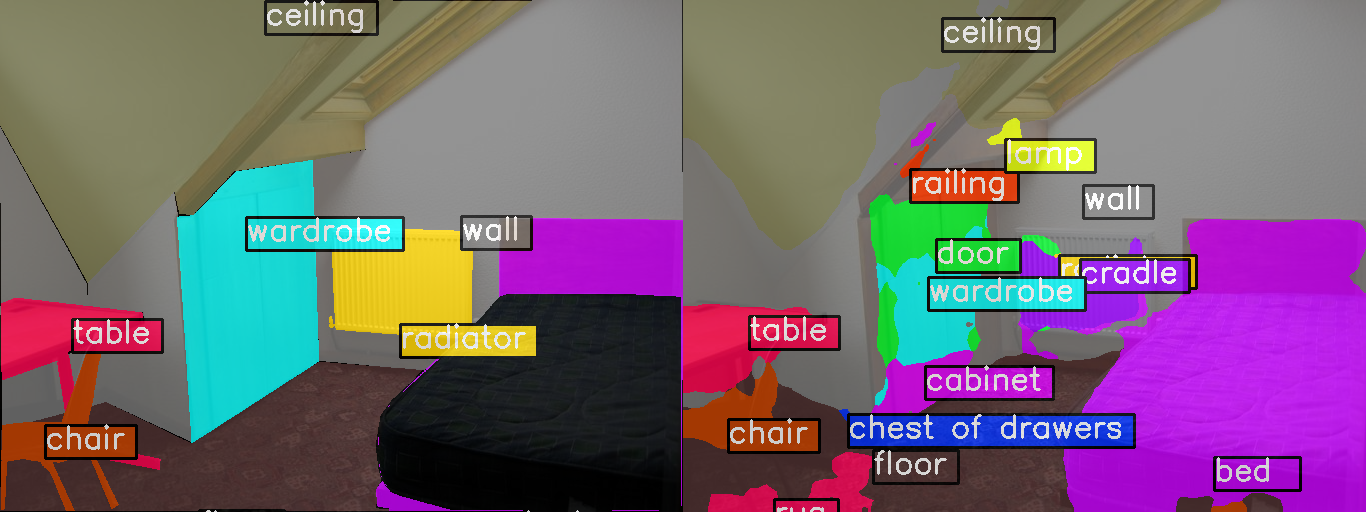 ceiling
wardrobe
wall
radiator
table
chair
ceiling
lamp
railing
wall
door
cradle
wardrobe
table
cabinet
chair
chest of drawers
floor
bed
rug